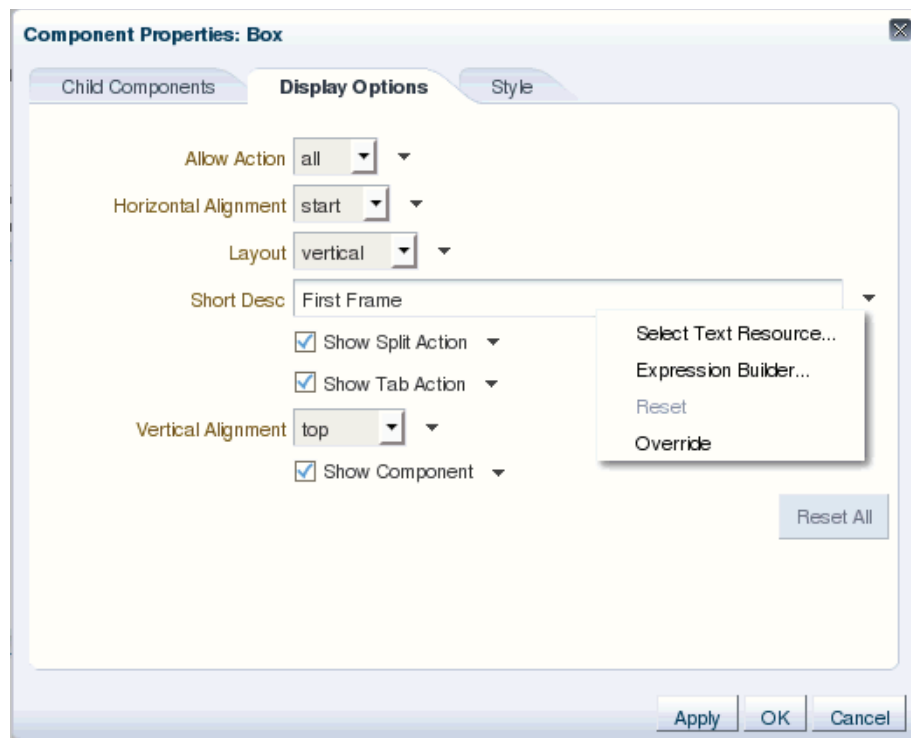 Component Properties: Box
Child Components Display Options Style
Allow Action all
Horizontal Alignment start
Layout vertical
Short Desc First Frame
Select Text Resource...
Show Split Action
Expression Builder...
Show Tab Action
Reset
Vertical Alignment top
Override
Show Component
Reset All
Apply OK Cancel